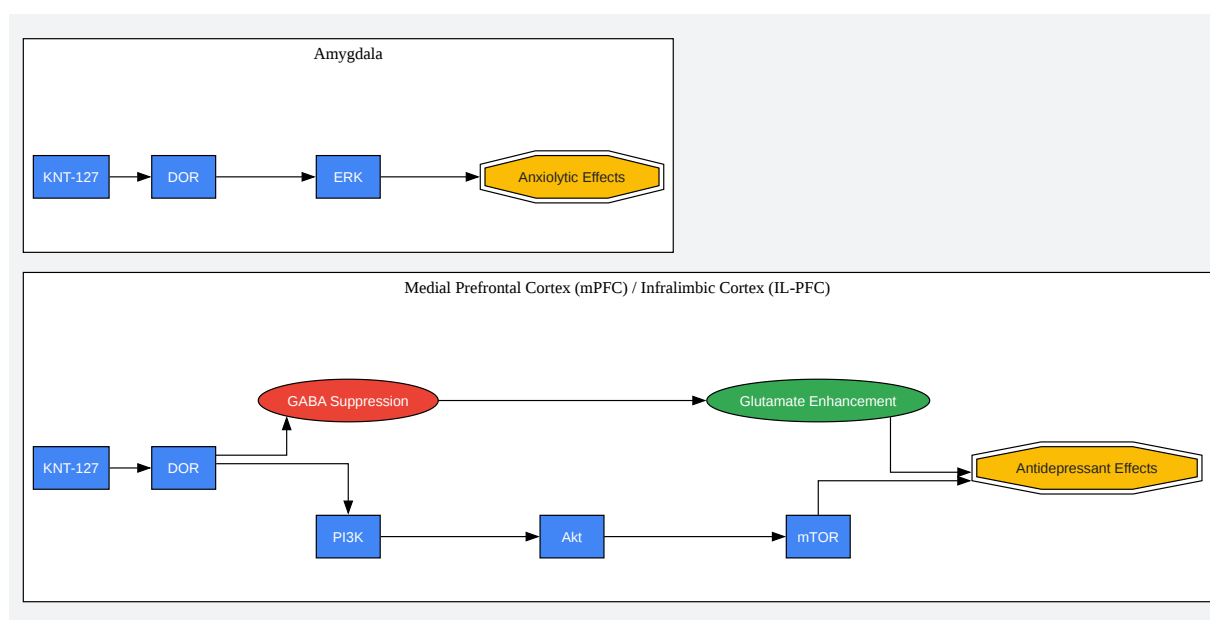 Amygdala
KNT-127
DOR
ERK
Anxiolytic Effects
Medial Prefrontal Cortex (mPFC) / Infralimbic Cortex (IL-PFC)
GABA Suppression
Glutamate Enhancement
KNT-127
DOR
Antidepressant Effects
PI3K
Akt
mTOR